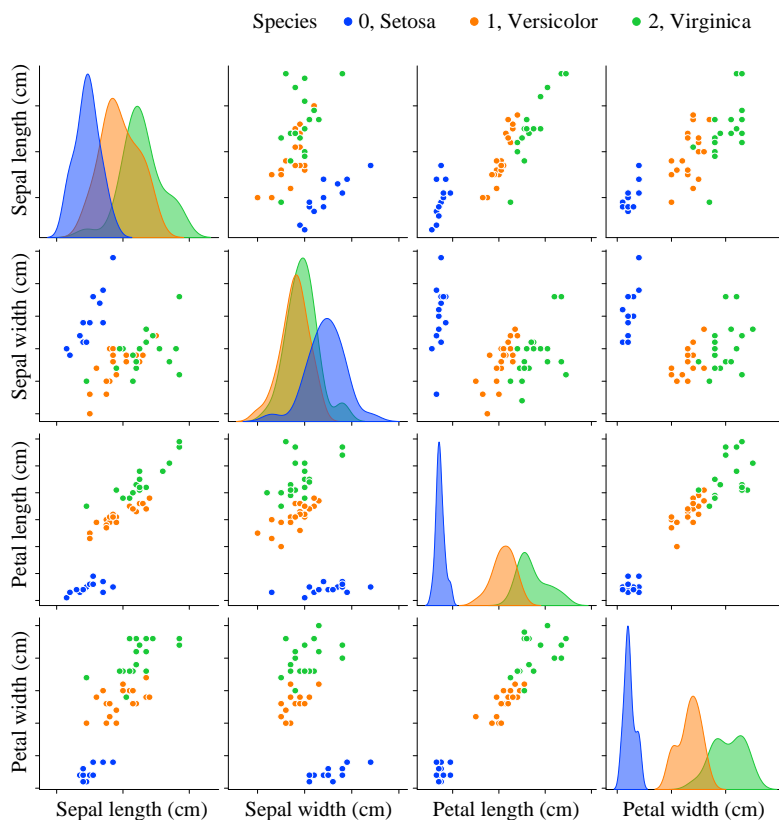 Species 0, Setosa 1, Versicolor 2, Virginica
Sepal length (cm)
Sepal width (cm)
Petal length (cm)
Petal width (cm)
Sepal length (cm) Sepal width (cm) Petal length (cm) Petal width (cm)